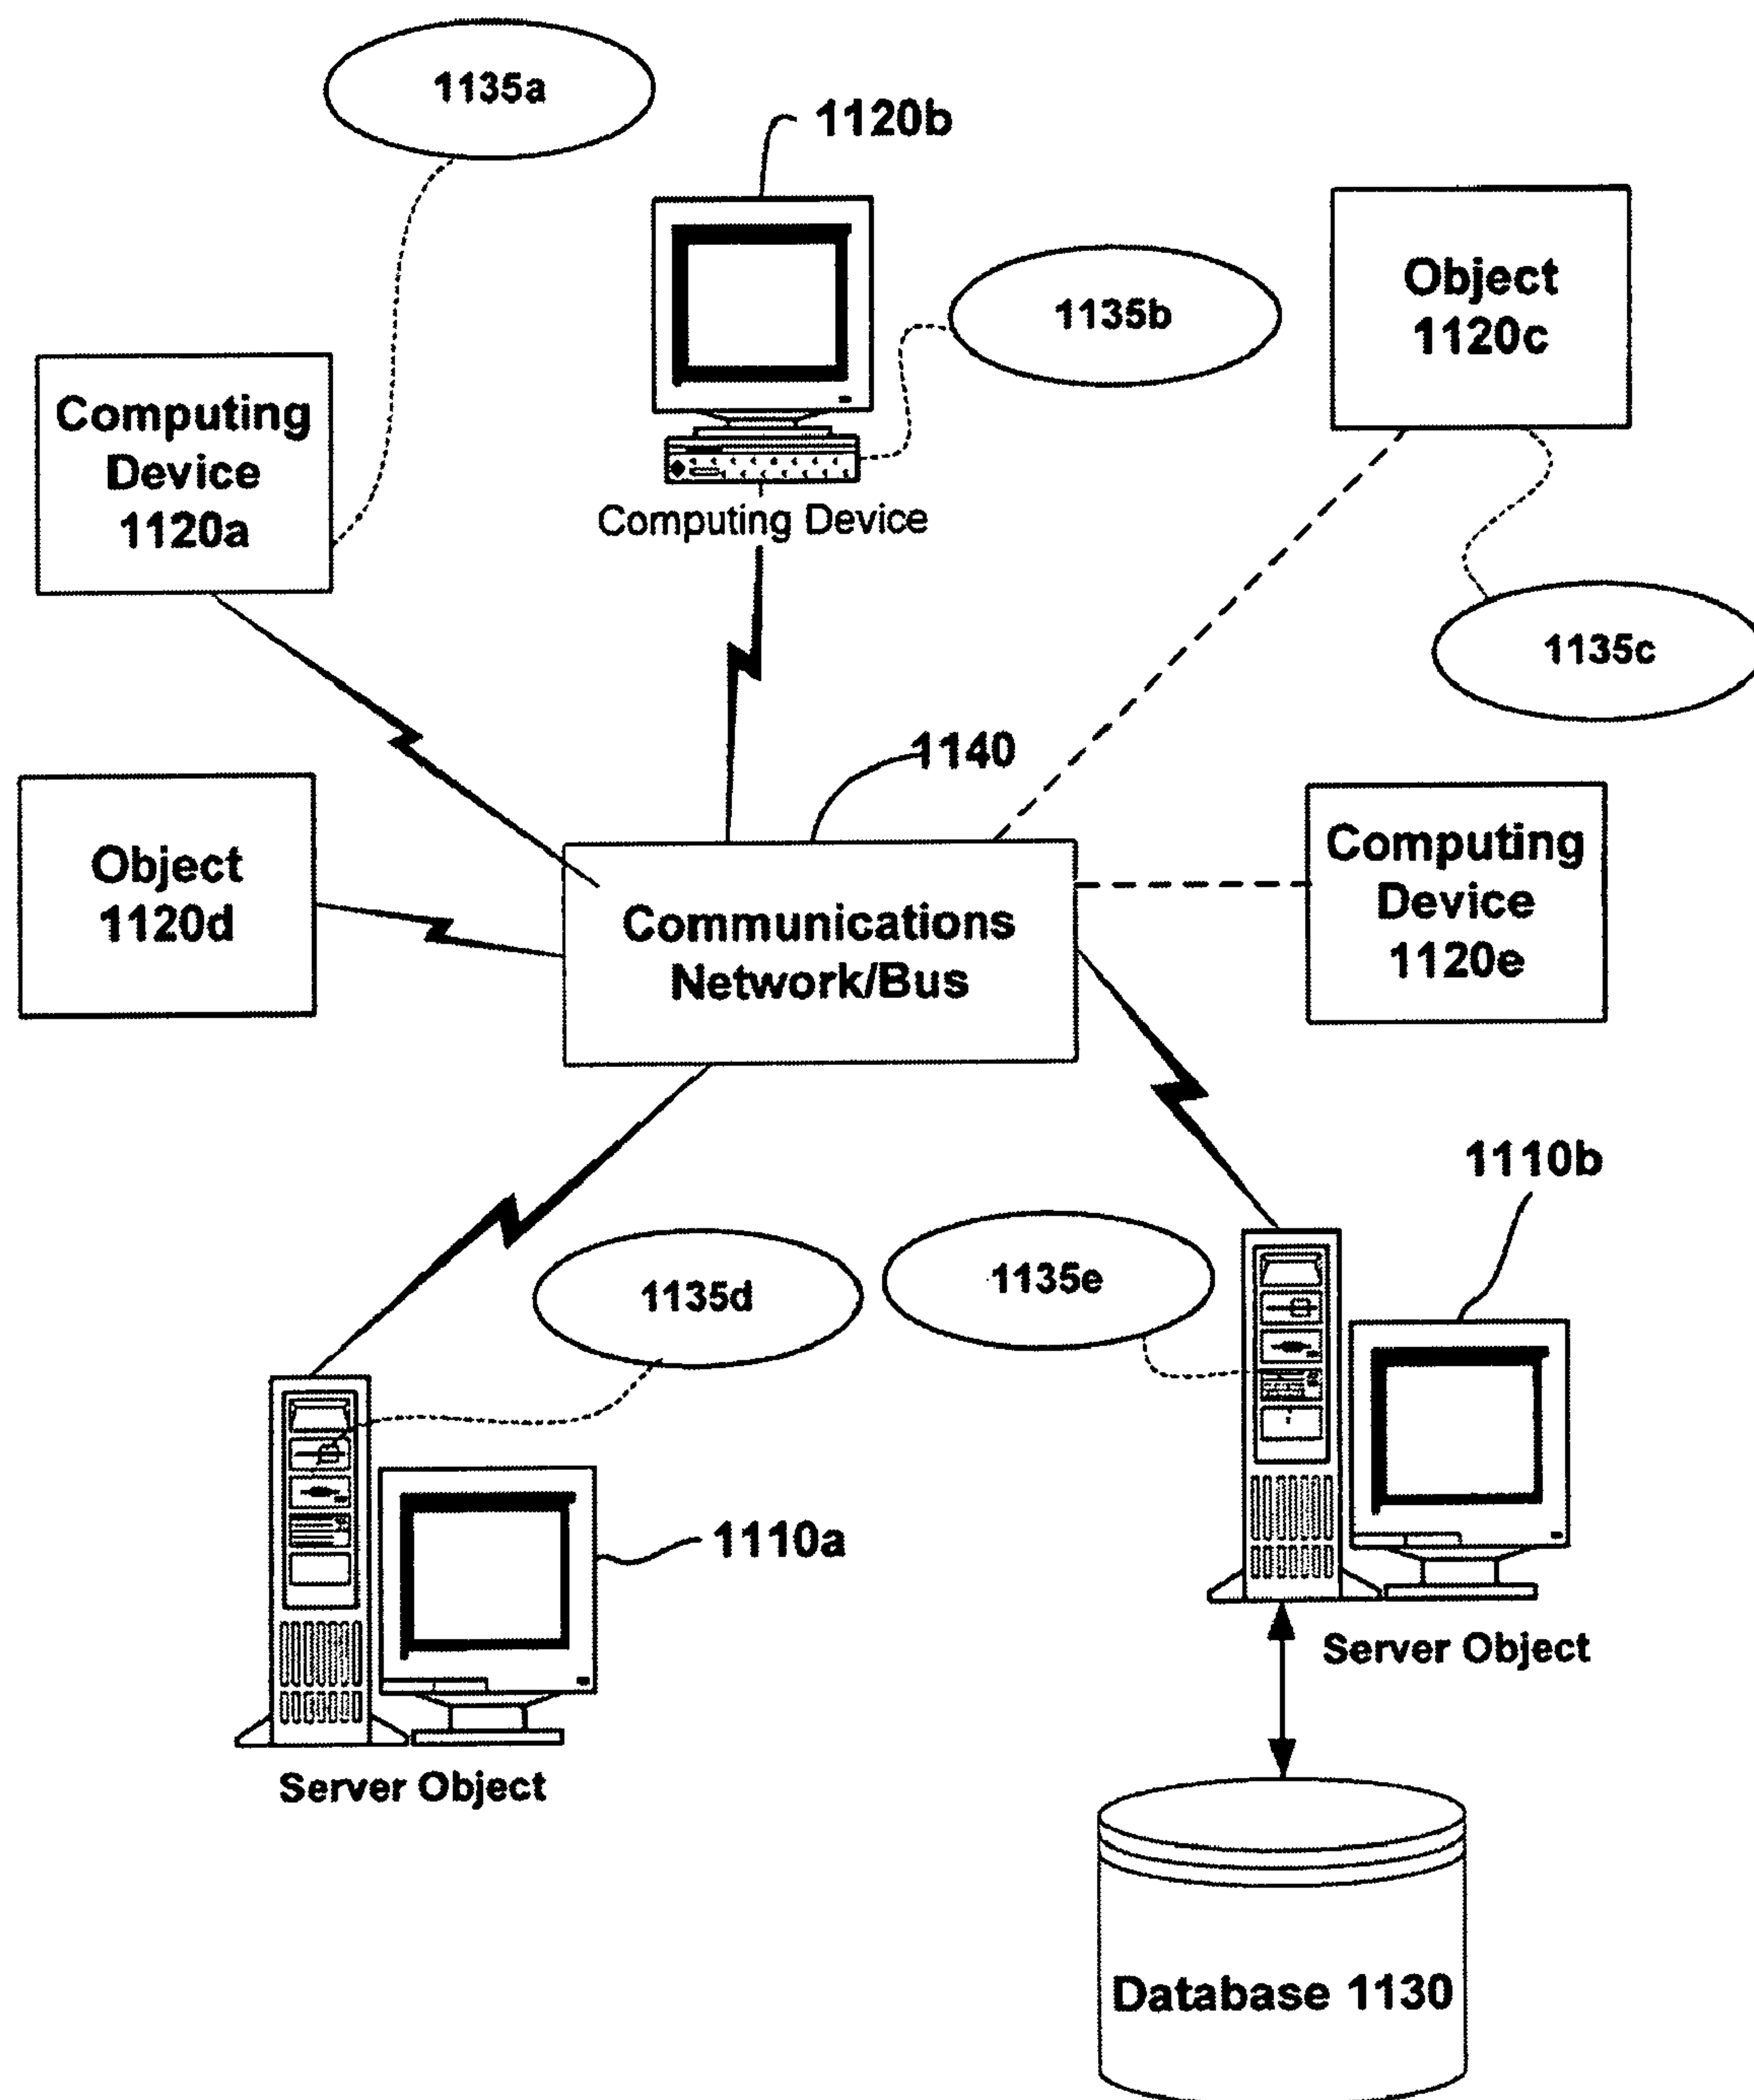 1135a
1120b
Object
1120c
1135b
Computing
Device
1120a
Computing Device
1135c
1140
Object
1120d
Communications
Network/Bus
Computing
Device
1120e
1110b
1135d
1135e
1110a
Server Object
Server Object
Database 1130